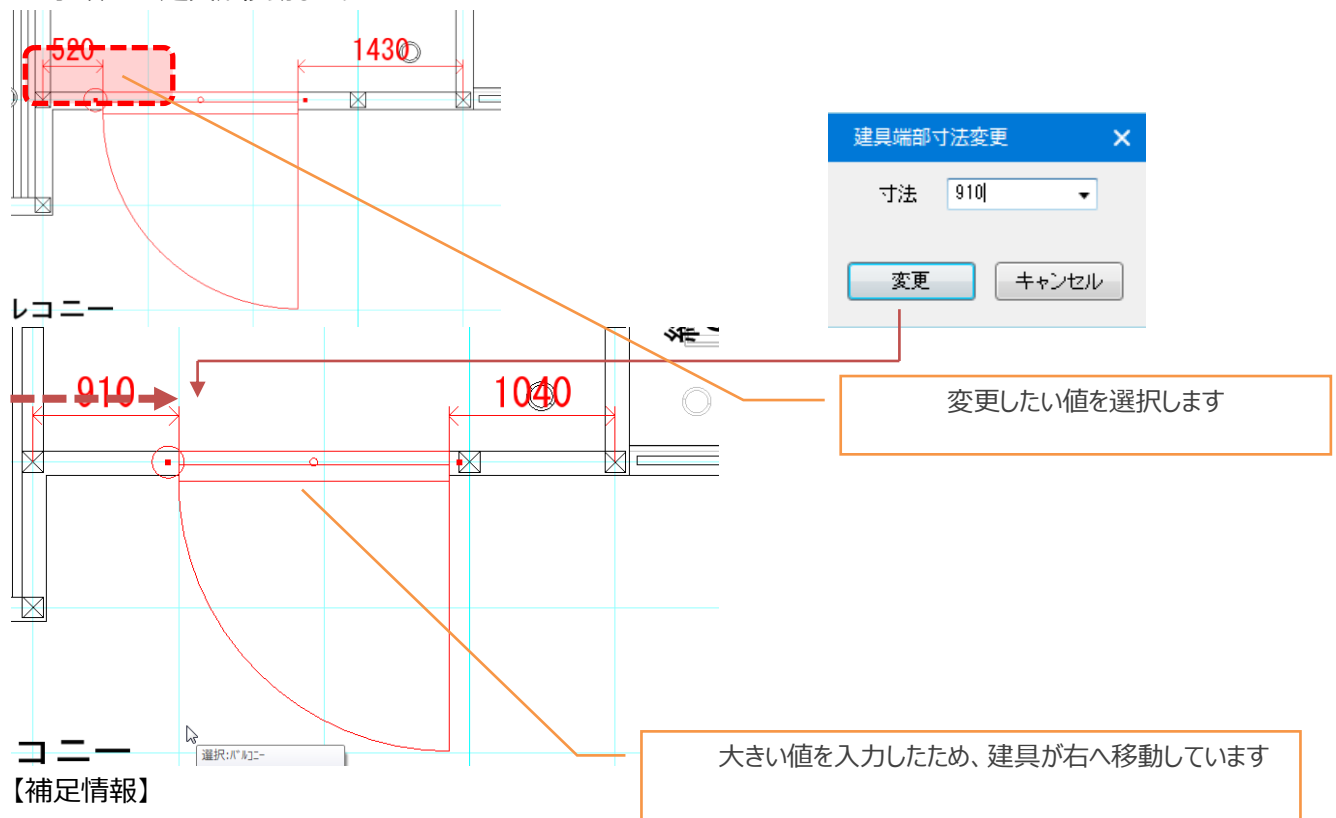 520
1430
建具端部寸法変更
寸法 910
変更 キャンセル
レコニー
910
1040
変更したい値を選択します
コニー
選択:ﾊﾞﾙｺﾆｰ
大きい値を入力したため、建具が右へ移動しています
【補足情報】